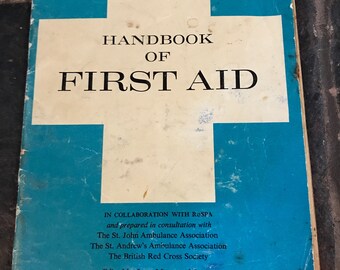 HANDBOOK
OF
FIRST AID
IN COLLABORATION WITH RoSPA
and prepared in consultation with
The St. John Ambulance Association
The St. Andrew's Ambulance Association
The British Red Cross Society